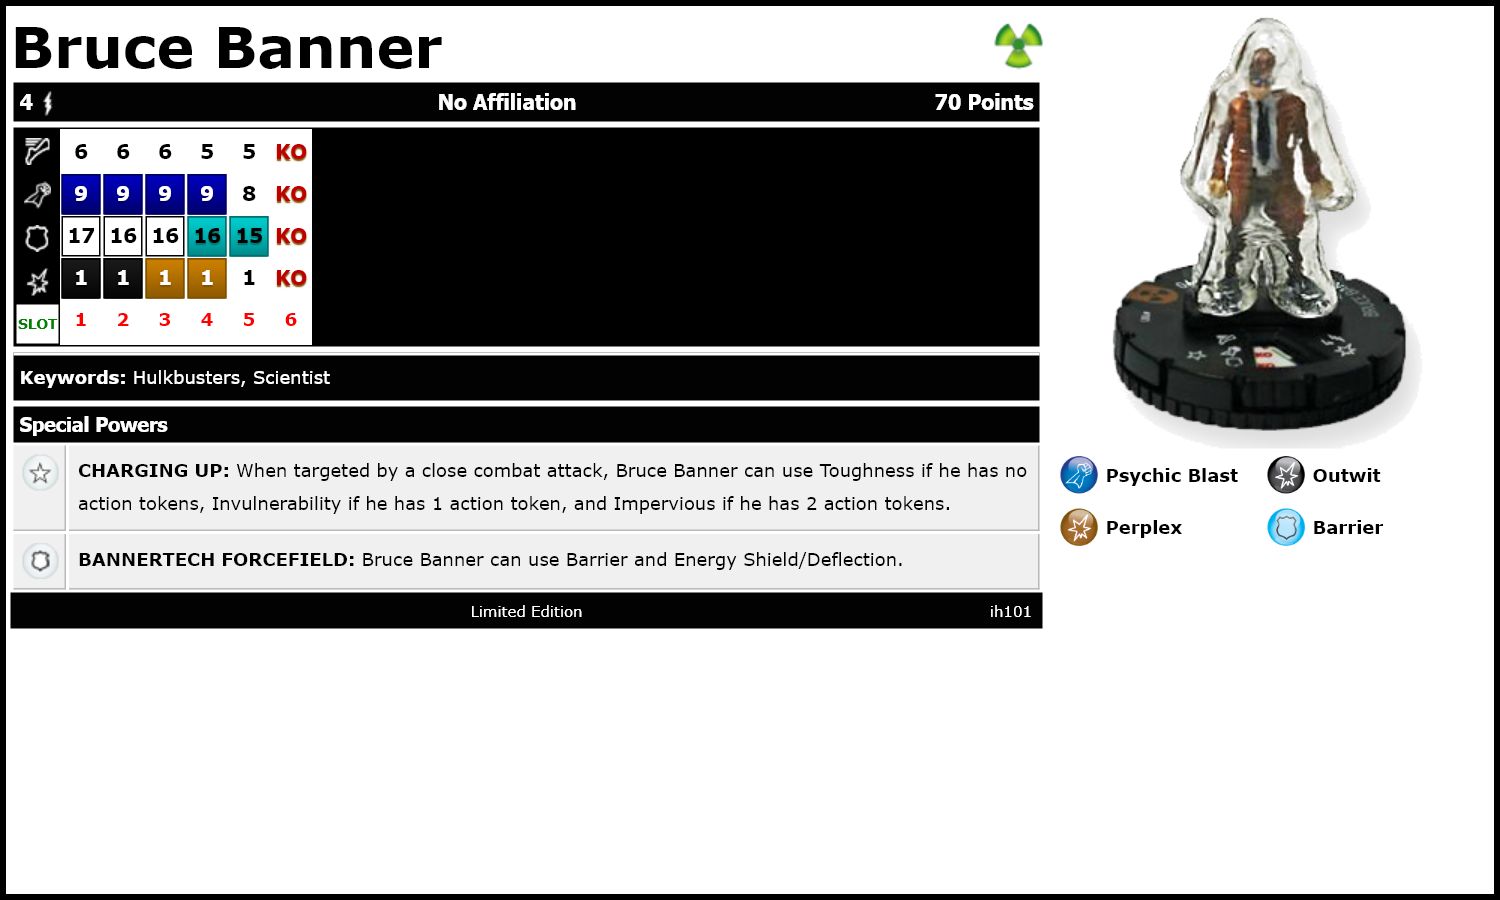 Bruce Banner
4 No Affiliation 70 Points
6 6 6 5 5 KO
9 9 9 9 8 KO
17 16 16 16 15 KO
1 1 1 1 1 KO
SLOT 1 2 3 4 5 6
Keywords: Hulkbusters, Scientist
Special Powers
CHARGING UP: When targeted by a close combat attack, Bruce Banner can use Toughness if he has no
action tokens, Invulnerability if he has 1 action token, and Impervious if he has 2 action tokens.
BANNERTECH FORCEFIELD: Bruce Banner can use Barrier and Energy Shield/Deflection.
Limited Edition ih101
Psychic Blast Outwit
Perplex Barrier